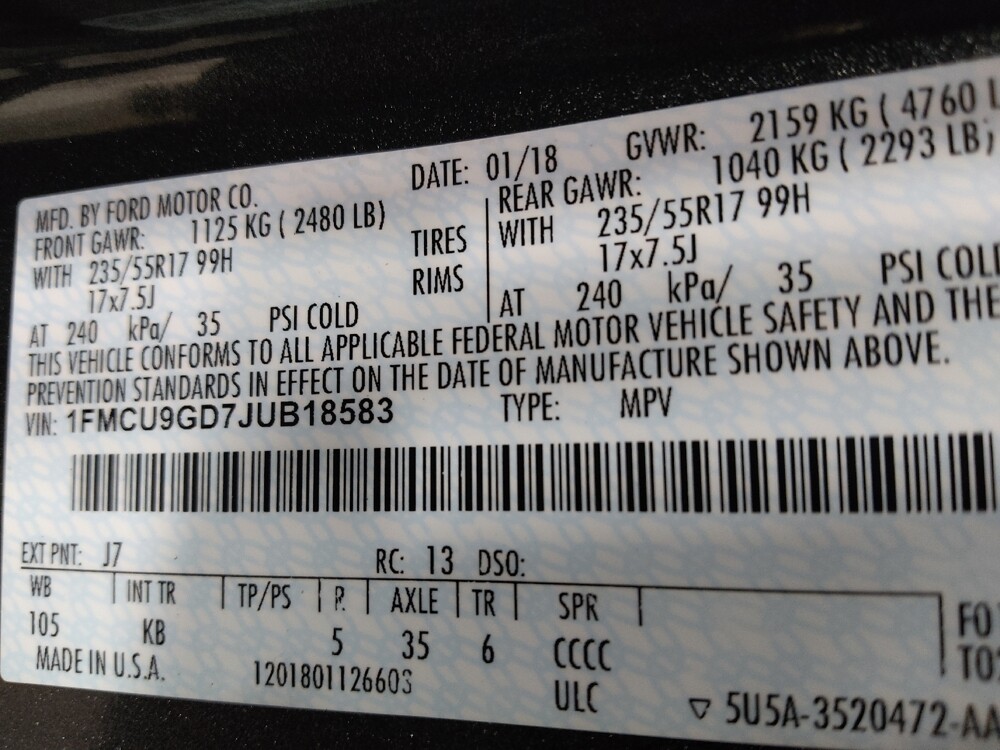 MFD. BY FORD MOTOR CO. DATE: 01/18 GVWR: 2159 KG ( 4760 L
FRONT GAWR: 1125 KG ( 2480 LB) REAR GAWR: 1040 KG ( 2293 LB)
WITH 235/55R17 99H TIRES WITH 235/55R17 99H
17x7.5J RIMS 17x7.5J
AT 240 kPa/ 35 PSI COLD AT 240 kPa/ 35 PSI COL
THIS VEHICLE CONFORMS TO ALL APPLICABLE FEDERAL MOTOR VEHICLE SAFETY AND THE
PREVENTION STANDARDS IN EFFECT ON THE DATE OF MANUFACTURE SHOWN ABOVE.
VIN: 1FMCU9GD7JUB18583 TYPE: MPV
EXT PNT: J7 RC: 13 DSO:
WB INT TR TP/PS R AXLE TR SPR
105 KB 5 35 6 CCCC
MADE IN U.S.A. 1201801126603 ULC
FO
TO
5U5A-3520472-AA